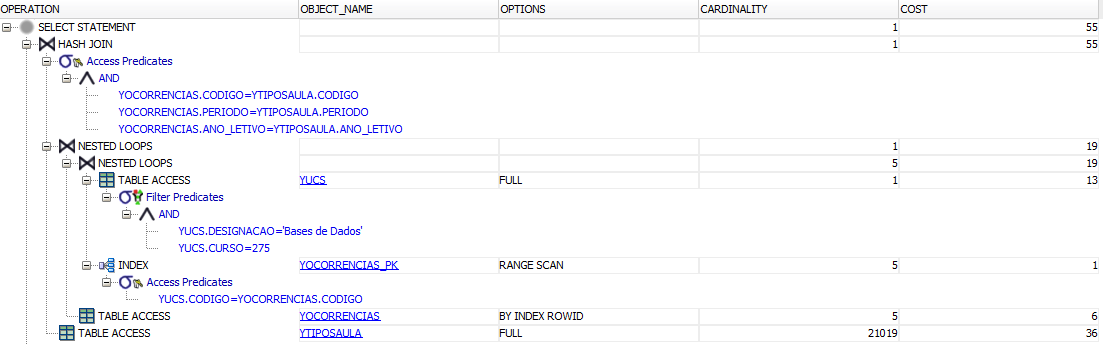 OPERATION OBJECT_NAME OPTIONS CARDINALITY COST
SELECT STATEMENT 1 55
HASH JOIN 1 55
Access Predicates
AND
YOCORRENCIAS.CODIGO=YTIPOSAULA.CODIGO
YOCORRENCIAS.PERIODO=YTIPOSAULA.PERIODO
YOCORRENCIAS.ANO_LETIVO=YTIPOSAULA.ANO_LETIVO
NESTED LOOPS 1 19
NESTED LOOPS 5 19
TABLE ACCESS YUCS FULL 1 13
Filter Predicates
AND
YUCS.DESIGNACAO='Bases de Dados'
YUCS.CURSO=275
INDEX YOCORRENCIAS_PK RANGE SCAN 5 1
Access Predicates
YUCS.CODIGO=YOCORRENCIAS.CODIGO
TABLE ACCESS YOCORRENCIAS BY INDEX ROWID 5 6
TABLE ACCESS YTIPOSAULA FULL 21019 36